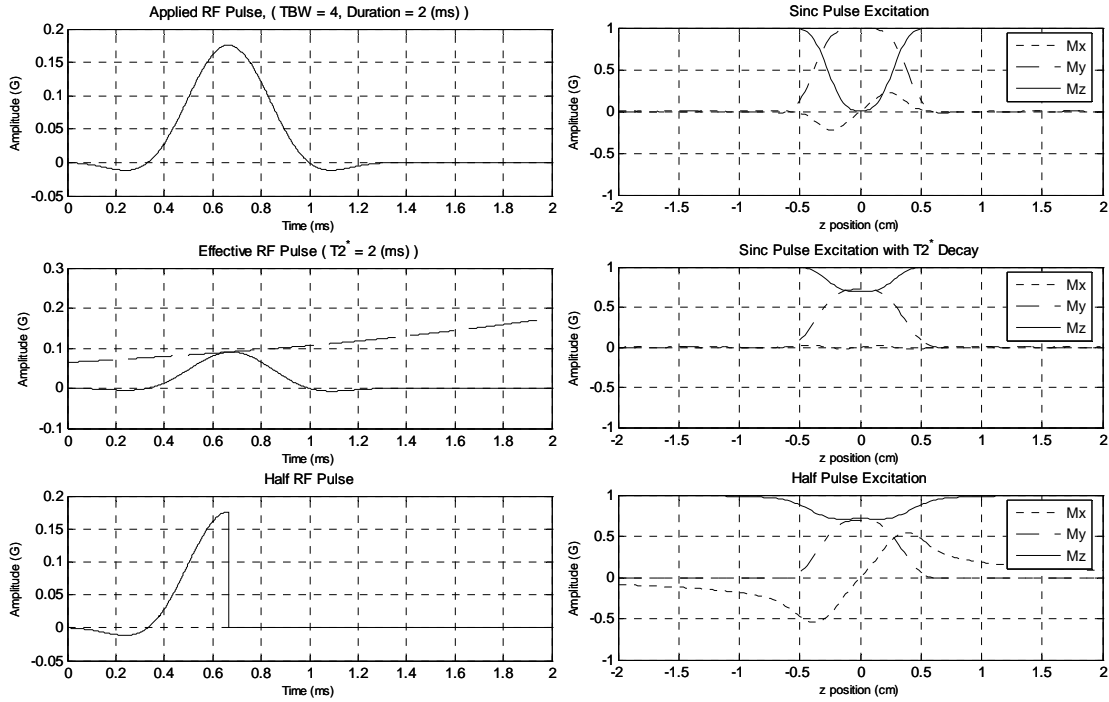 Applied RF Pulse, ( TBW = 4, Duration = 2 (ms) )
0.2
0.15
0.1
0.05
0
-0.05
Amplitude (G)
0 0.2 0.4 0.6 0.8 1 1.2 1.4 1.6 1.8 2
Time (ms)
Sinc Pulse Excitation
1
0.5
0
-0.5
-1
Amplitude (G)
Mx
My
Mz
-2 -1.5 -1 -0.5 0 0.5 1 1.5 2
z position (cm)
Effective RF Pulse ( T2* = 2 (ms) )
0.3
0.2
0.1
0
-0.1
Amplitude (G)
0 0.2 0.4 0.6 0.8 1 1.2 1.4 1.6 1.8 2
Time (ms)
Sinc Pulse Excitation with T2* Decay
1
0.5
0
-0.5
-1
Amplitude (G)
Mx
My
Mz
-2 -1.5 -1 -0.5 0 0.5 1 1.5 2
z position (cm)
Half RF Pulse
0.2
0.15
0.1
0.05
0
-0.05
Amplitude (G)
0 0.2 0.4 0.6 0.8 1 1.2 1.4 1.6 1.8 2
Time (ms)
Half Pulse Excitation
1
0.5
0
-0.5
-1
Amplitude (G)
Mx
My
Mz
-2 -1.5 -1 -0.5 0 0.5 1 1.5 2
z position (cm)